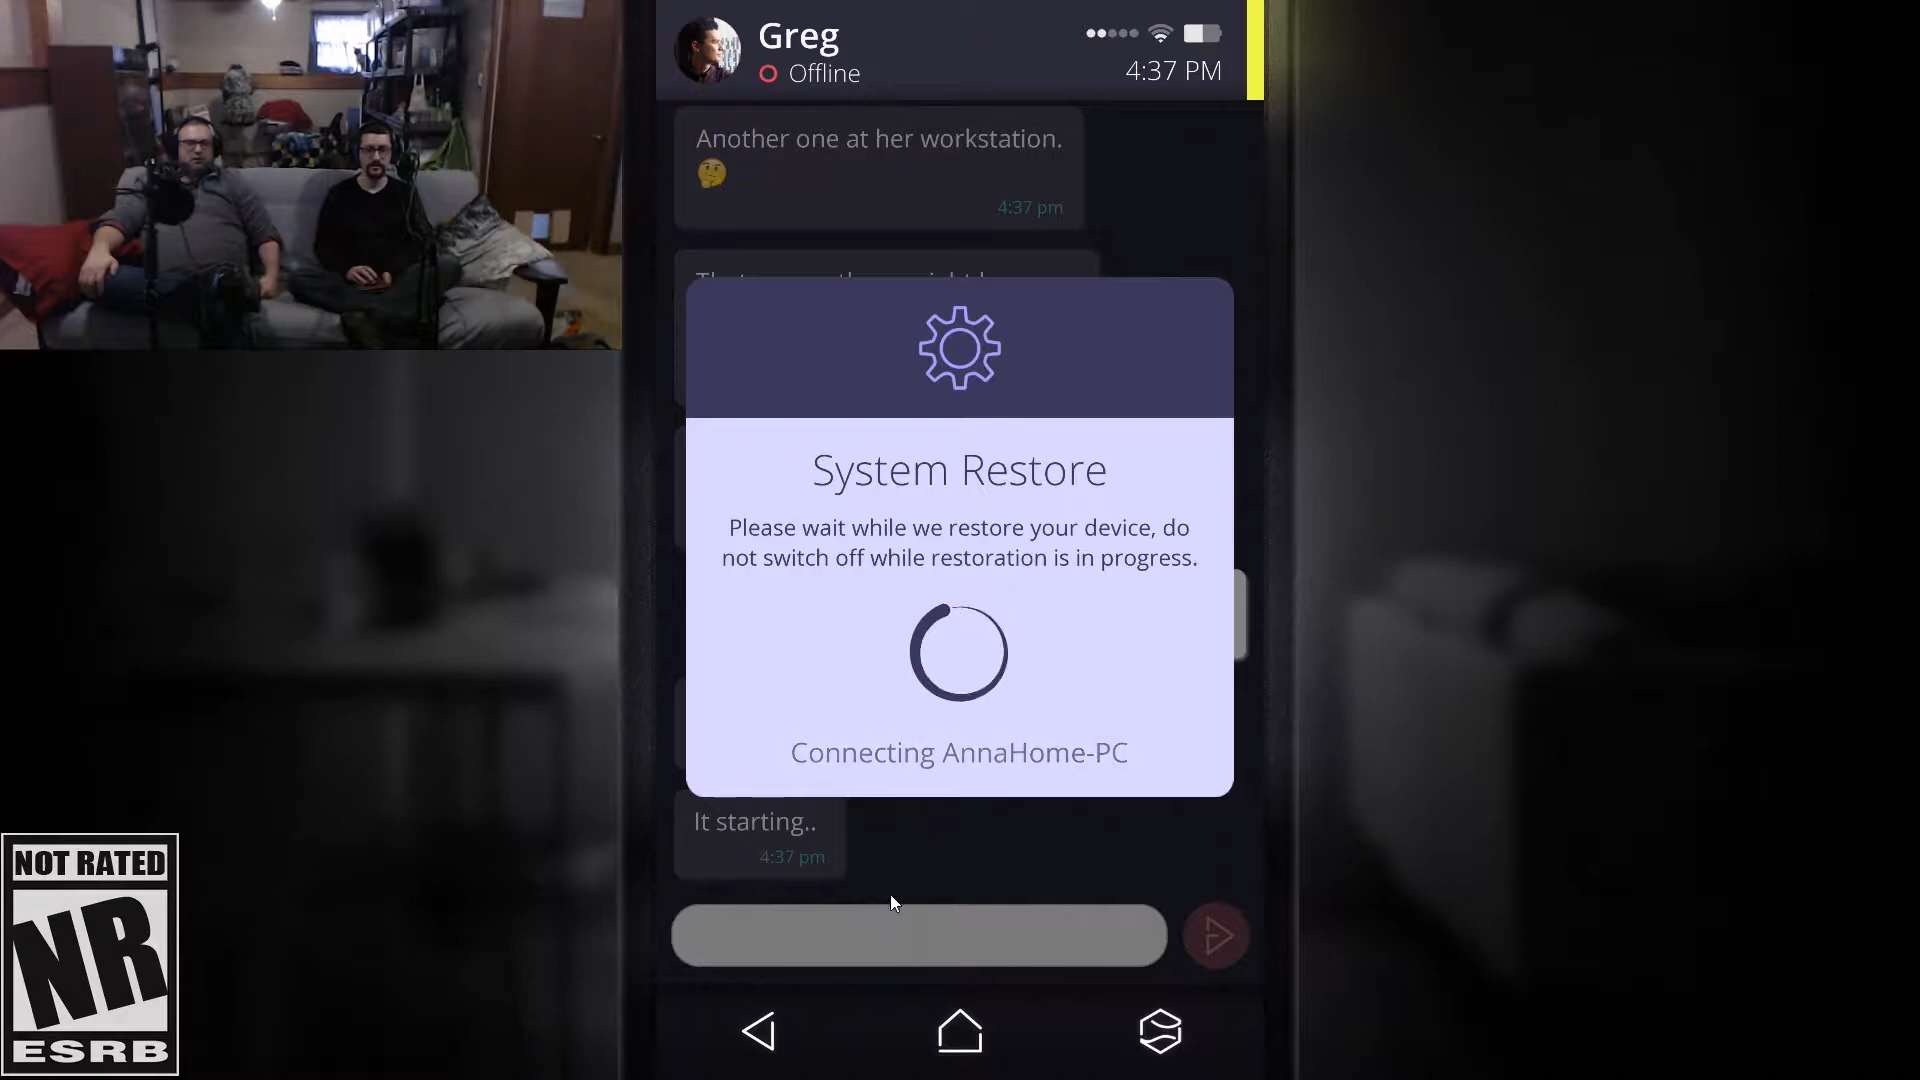 Greg
Offline
4:37 PM
Another one at her workstation.
🤔
4:37 pm
System Restore
Please wait while we restore your device, do
not switch off while restoration is in progress.
Connecting AnnaHome-PC
It starting..
4:37 pm
NOT RATED
NR
ESRB